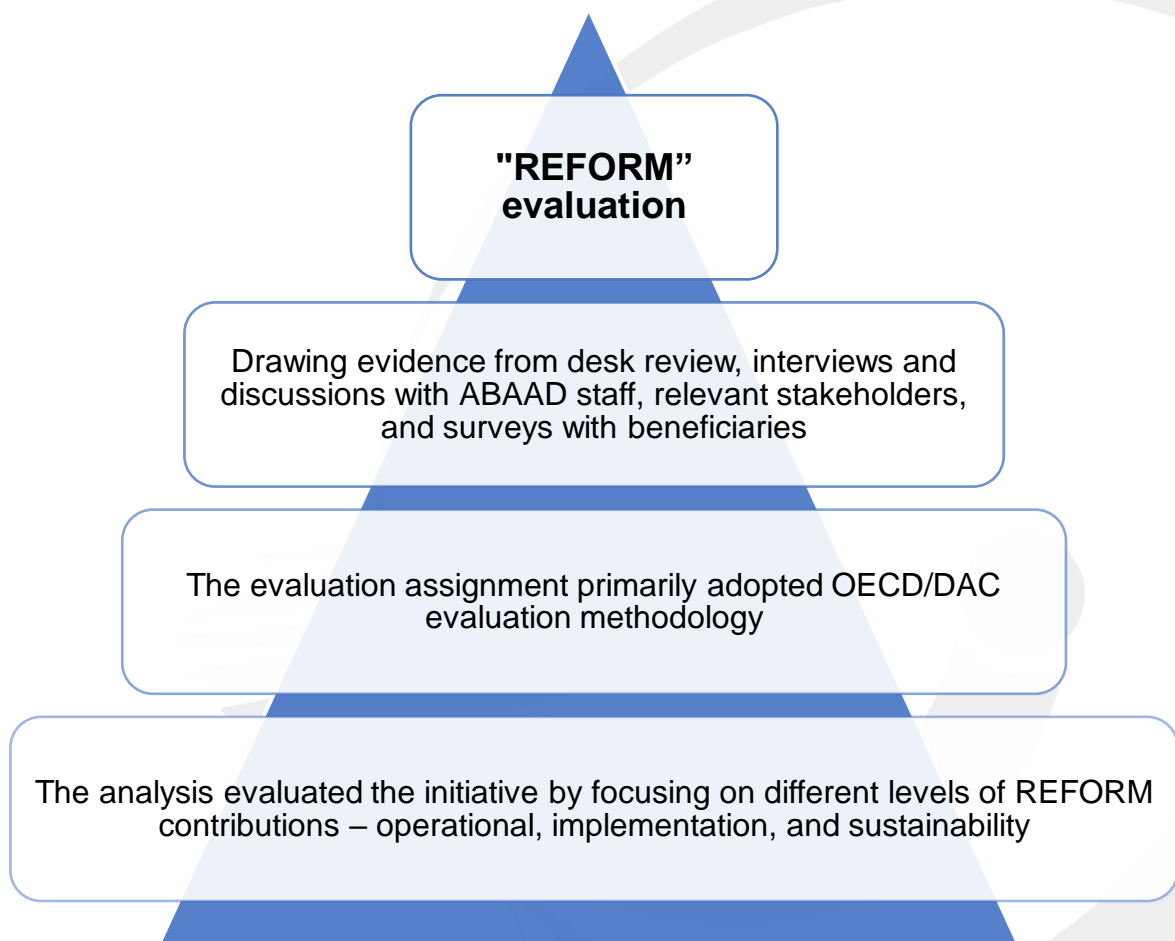 "REFORM”
evaluation
Drawing evidence from desk review, interviews and
discussions with ABAAD staff, relevant stakeholders,
and surveys with beneficiaries
The evaluation assignment primarily adopted OECD/DAC
evaluation methodology
The analysis evaluated the initiative by focusing on different levels of REFORM
contributions – operational, implementation, and sustainability